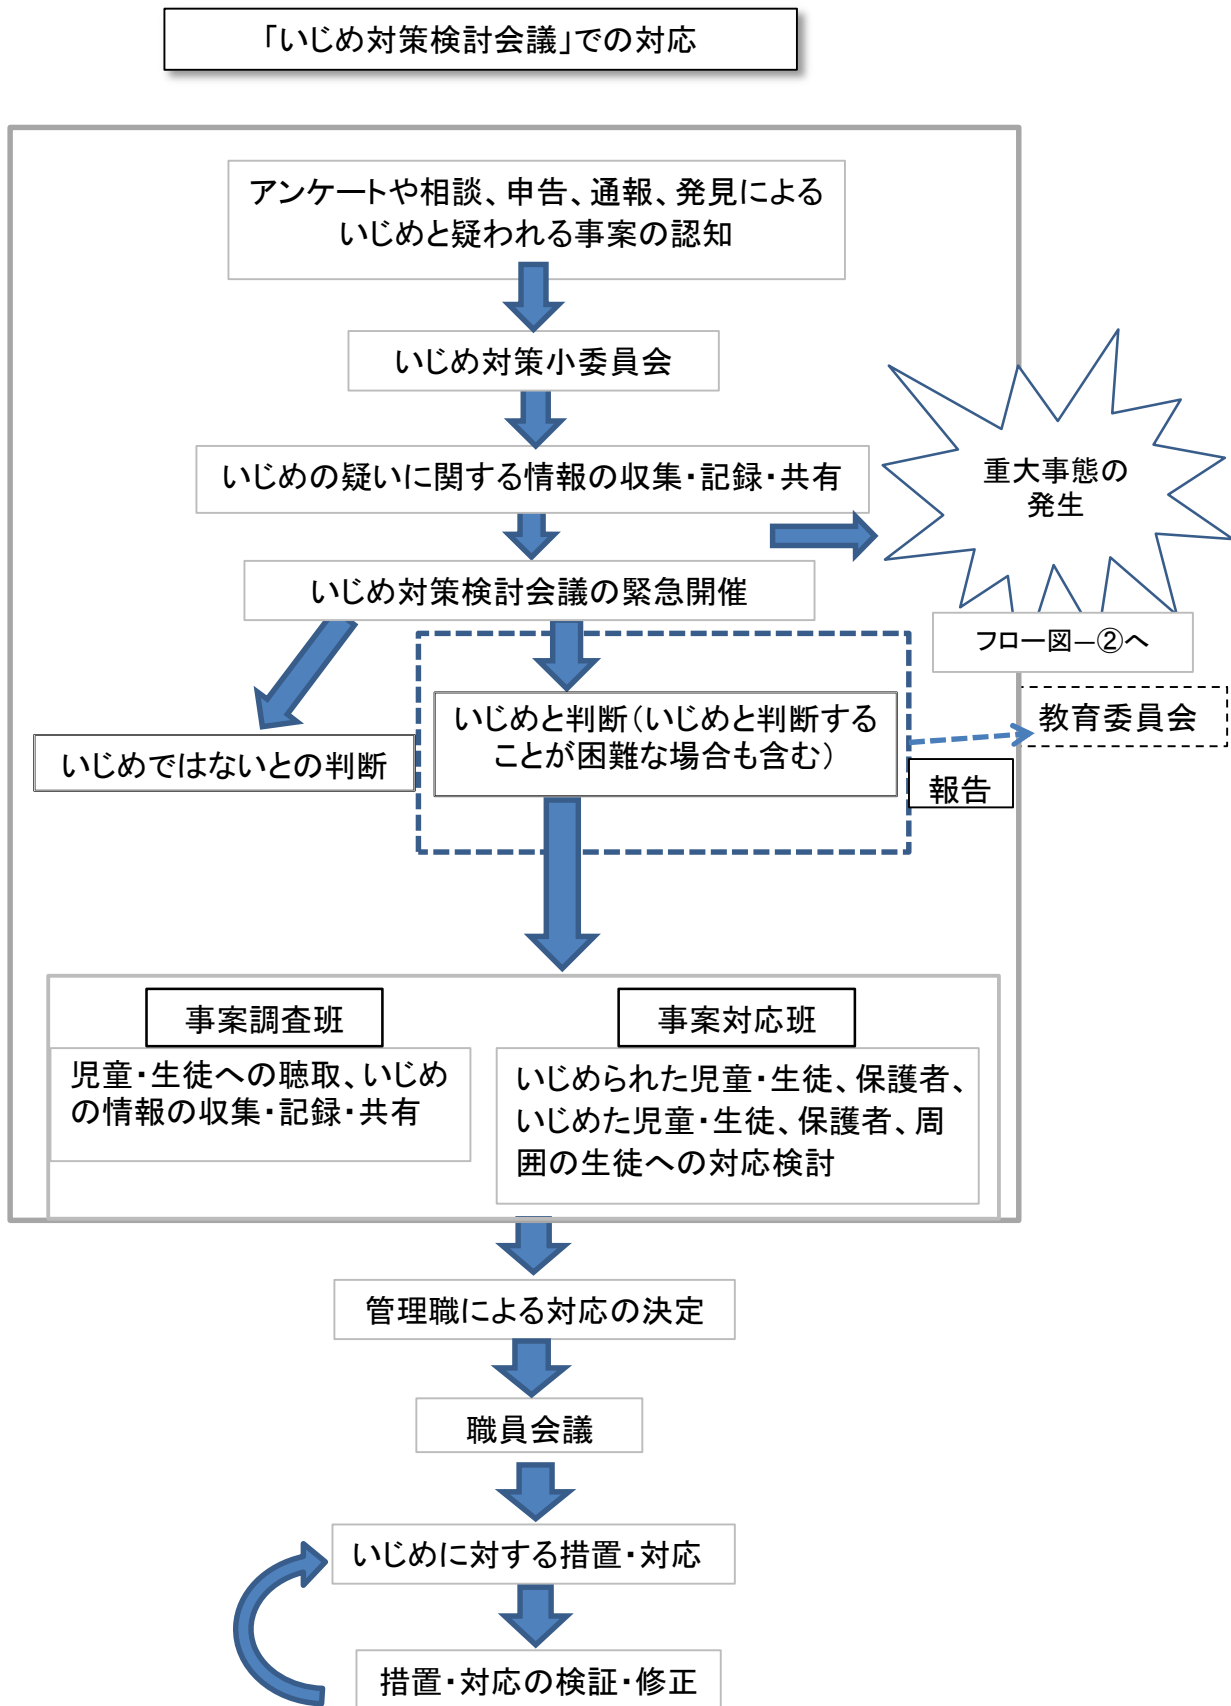 「いじめ対策検討会議」での対応
アンケートや相談、申告、通報、発見による
いじめと疑われる事案の認知
いじめ対策小委員会
いじめの疑いに関する情報の収集・記録・共有
重大事態の
発生
いじめ対策検討会議の緊急開催
フロー図―②へ
いじめと判断(いじめと判断する
ことが困難な場合も含む)
教育委員会
いじめではないとの判断
報告
事案調査班
児童・生徒への聴取、いじめ
の情報の収集・記録・共有
事案対応班
いじめられた児童・生徒、保護者、
いじめた児童・生徒、保護者、周
囲の生徒への対応検討
管理職による対応の決定
職員会議
いじめに対する措置・対応
措置・対応の検証・修正